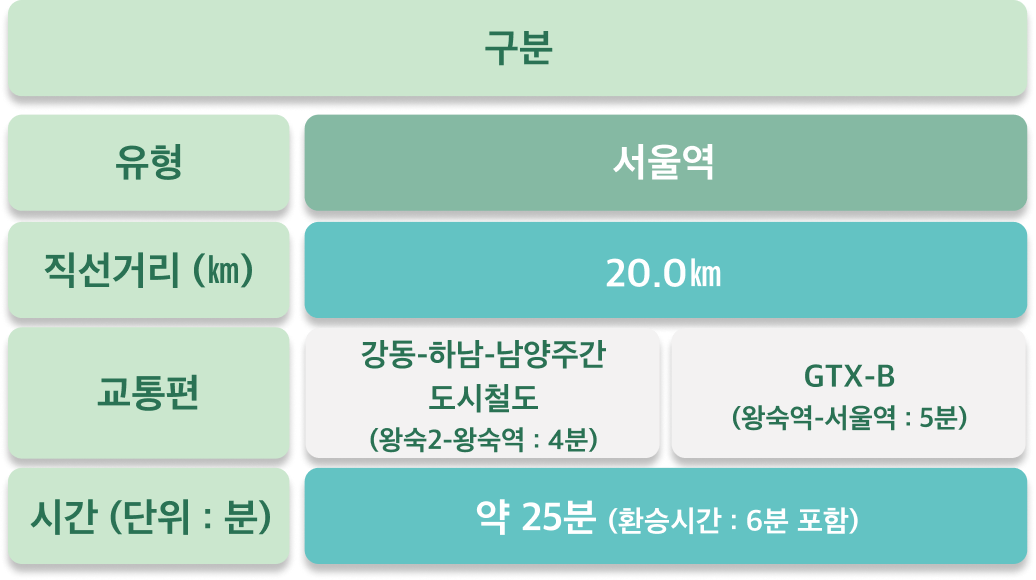 구분
유형
서울역
직선거리 (㎞)
20.0㎞
교통편
강동-하남-남양주간
도시철도
(왕숙2-왕숙역 : 4분)
GTX-B
(왕숙역-서울역 : 5분)
시간 (단위 : 분)
약 25분 (환승시간 : 6분 포함)